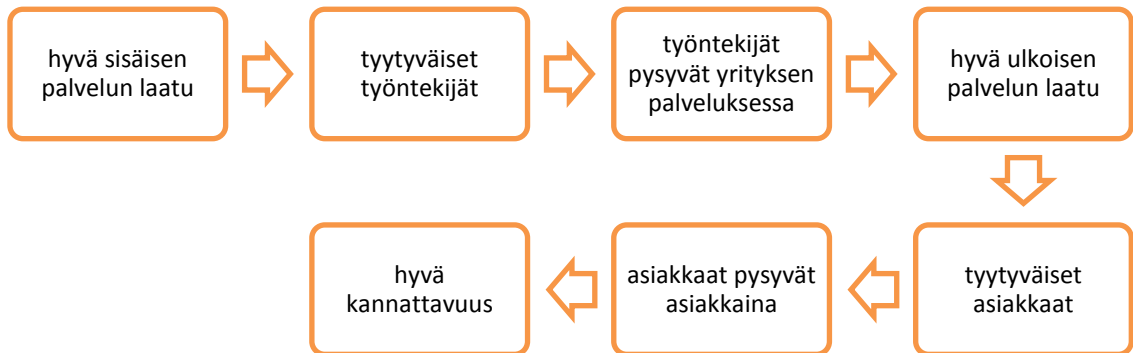 hyvä sisäisen
palvelun laatu
tyytyväiset
työntekijät
työntekijät
pysyvät yrityksen
palveluksessa
hyvä ulkoisen
palvelun laatu
tyytyväiset
asiakkaat
asiakkaat pysyvät
asiakkaina
hyvä
kannattavuus